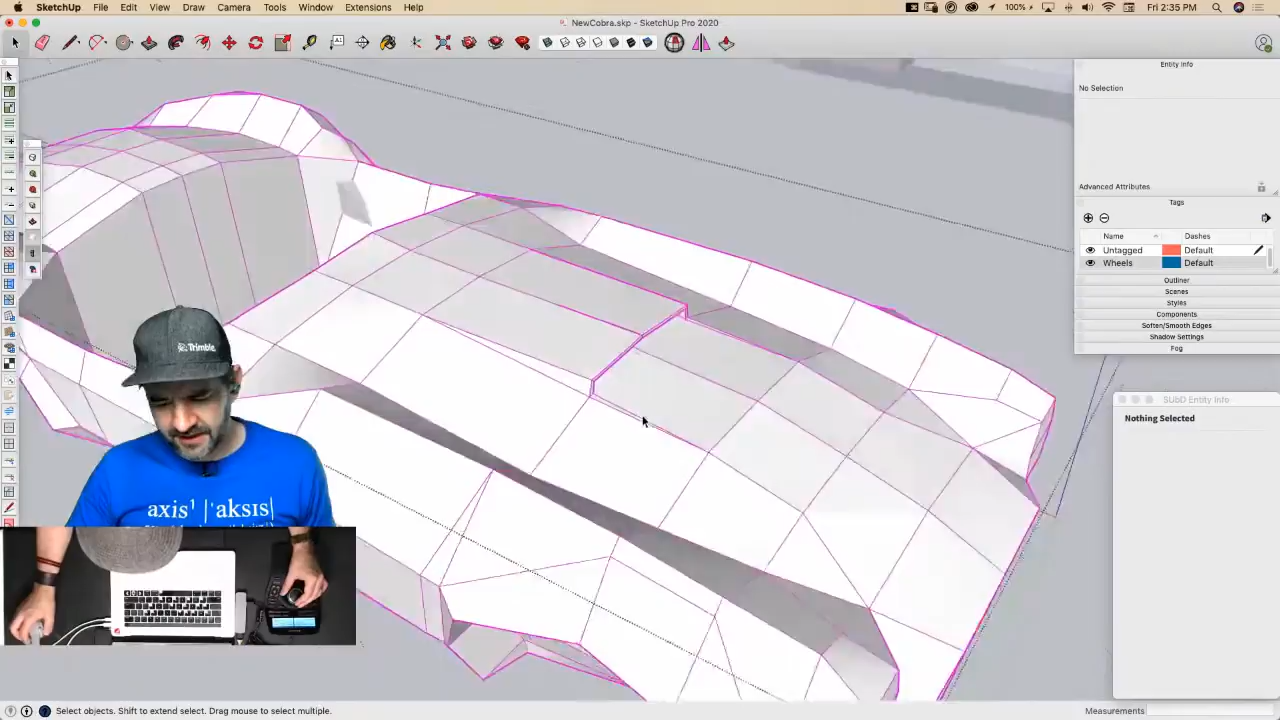 SketchUp File Edit View Draw Camera Tools Window Extensions Help
100% Fri 2:35 PM
NewCobra.skp - SketchUp Pro 2020
Entity Info
No Selection
Advanced Attributes
Tags
Name Dashes
Untagged Default
Wheels Default
Outliner
Scenes
Styles
Components
Soften/Smooth Edges
Shadow Settings
Fog
SUbD Entity Info
Nothing Selected
Trimble
axis¹ |ˈaksɪs|
Select objects. Shift to extend select. Drag mouse to select multiple.
Measurements